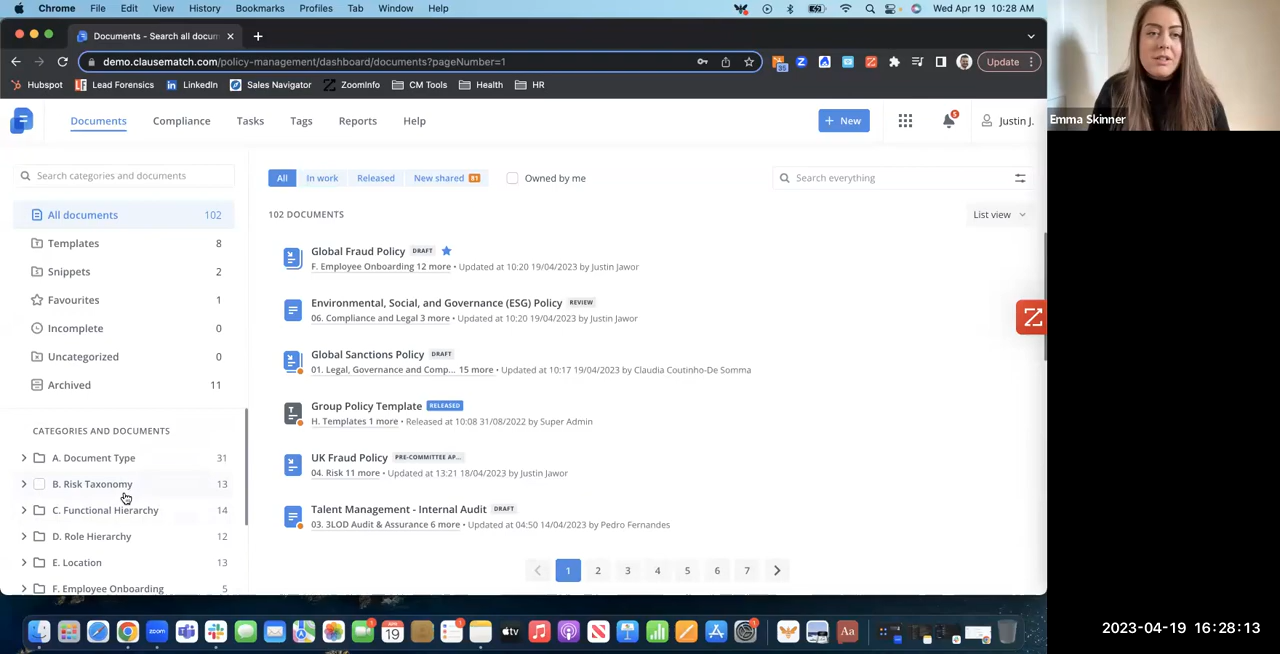 Chrome File Edit View History Bookmarks Profiles Tab Window Help Wed Apr 19 10:28 AM
Documents - Search all docum
demo.clausematch.com/policy-management/dashboard/documents?pageNumber=1 Update
Hubspot Lead Forensics LinkedIn Sales Navigator ZoomInfo CM Tools Health HR
Documents Compliance Tasks Tags Reports Help + New 5 Justin J.
Emma Skinner
Search categories and documents
All documents 102
Templates 8
Snippets 2
Favourites 1
Incomplete 0
Uncategorized 0
Archived 11
CATEGORIES AND DOCUMENTS
A. Document Type 31
B. Risk Taxonomy 13
C. Functional Hierarchy 14
D. Role Hierarchy 12
E. Location 13
F. Employee Onboarding 5
All In work Released New shared 81 Owned by me Search everything
102 DOCUMENTS List view
Global Fraud Policy DRAFT
F. Employee Onboarding 12 more • Updated at 10:20 19/04/2023 by Justin Jawor
Environmental, Social, and Governance (ESG) Policy REVIEW
06. Compliance and Legal 3 more • Updated at 10:20 19/04/2023 by Justin Jawor
Global Sanctions Policy DRAFT
01. Legal, Governance and Comp... 15 more • Updated at 10:17 19/04/2023 by Claudia Coutinho-De Somma
Group Policy Template RELEASED
H. Templates 1 more • Released at 10:08 31/08/2022 by Super Admin
UK Fraud Policy PRE-COMMITTEE AP...
04. Risk 11 more • Updated at 13:21 18/04/2023 by Justin Jawor
Talent Management - Internal Audit DRAFT
03. 3LOD Audit & Assurance 6 more • Updated at 04:50 14/04/2023 by Pedro Fernandes
1 2 3 4 5 6 7
zoom 19 tv Aa
2023-04-19 16:28:13